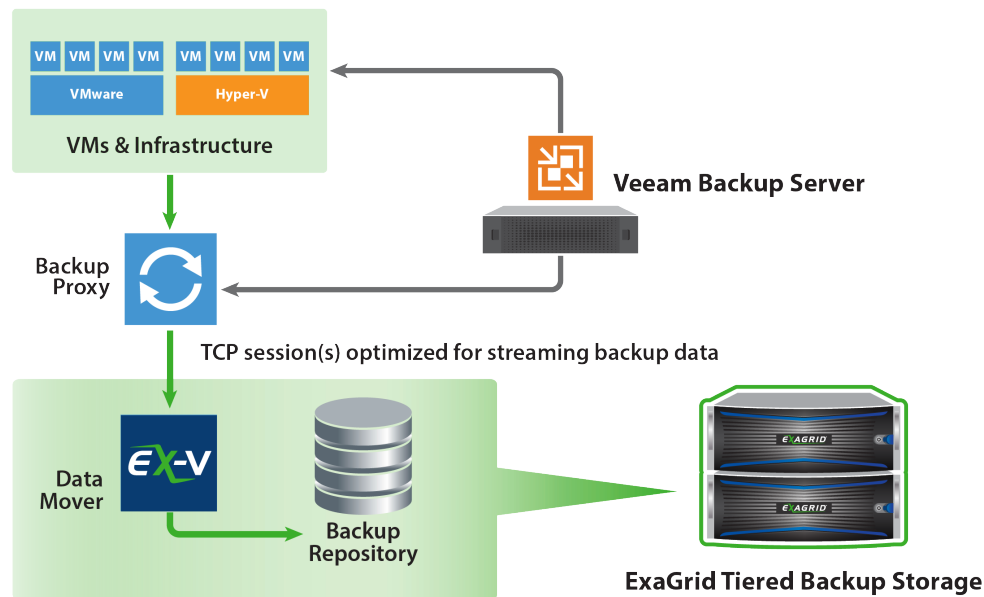 VM VM VM VM VM VM VM VM
VMware Hyper-V
VMs & Infrastructure
Veeam Backup Server
Backup
Proxy
TCP session(s) optimized for streaming backup data
EX-V
Data
Mover
Backup
Repository
EXAGRID
EXAGRID
ExaGrid Tiered Backup Storage